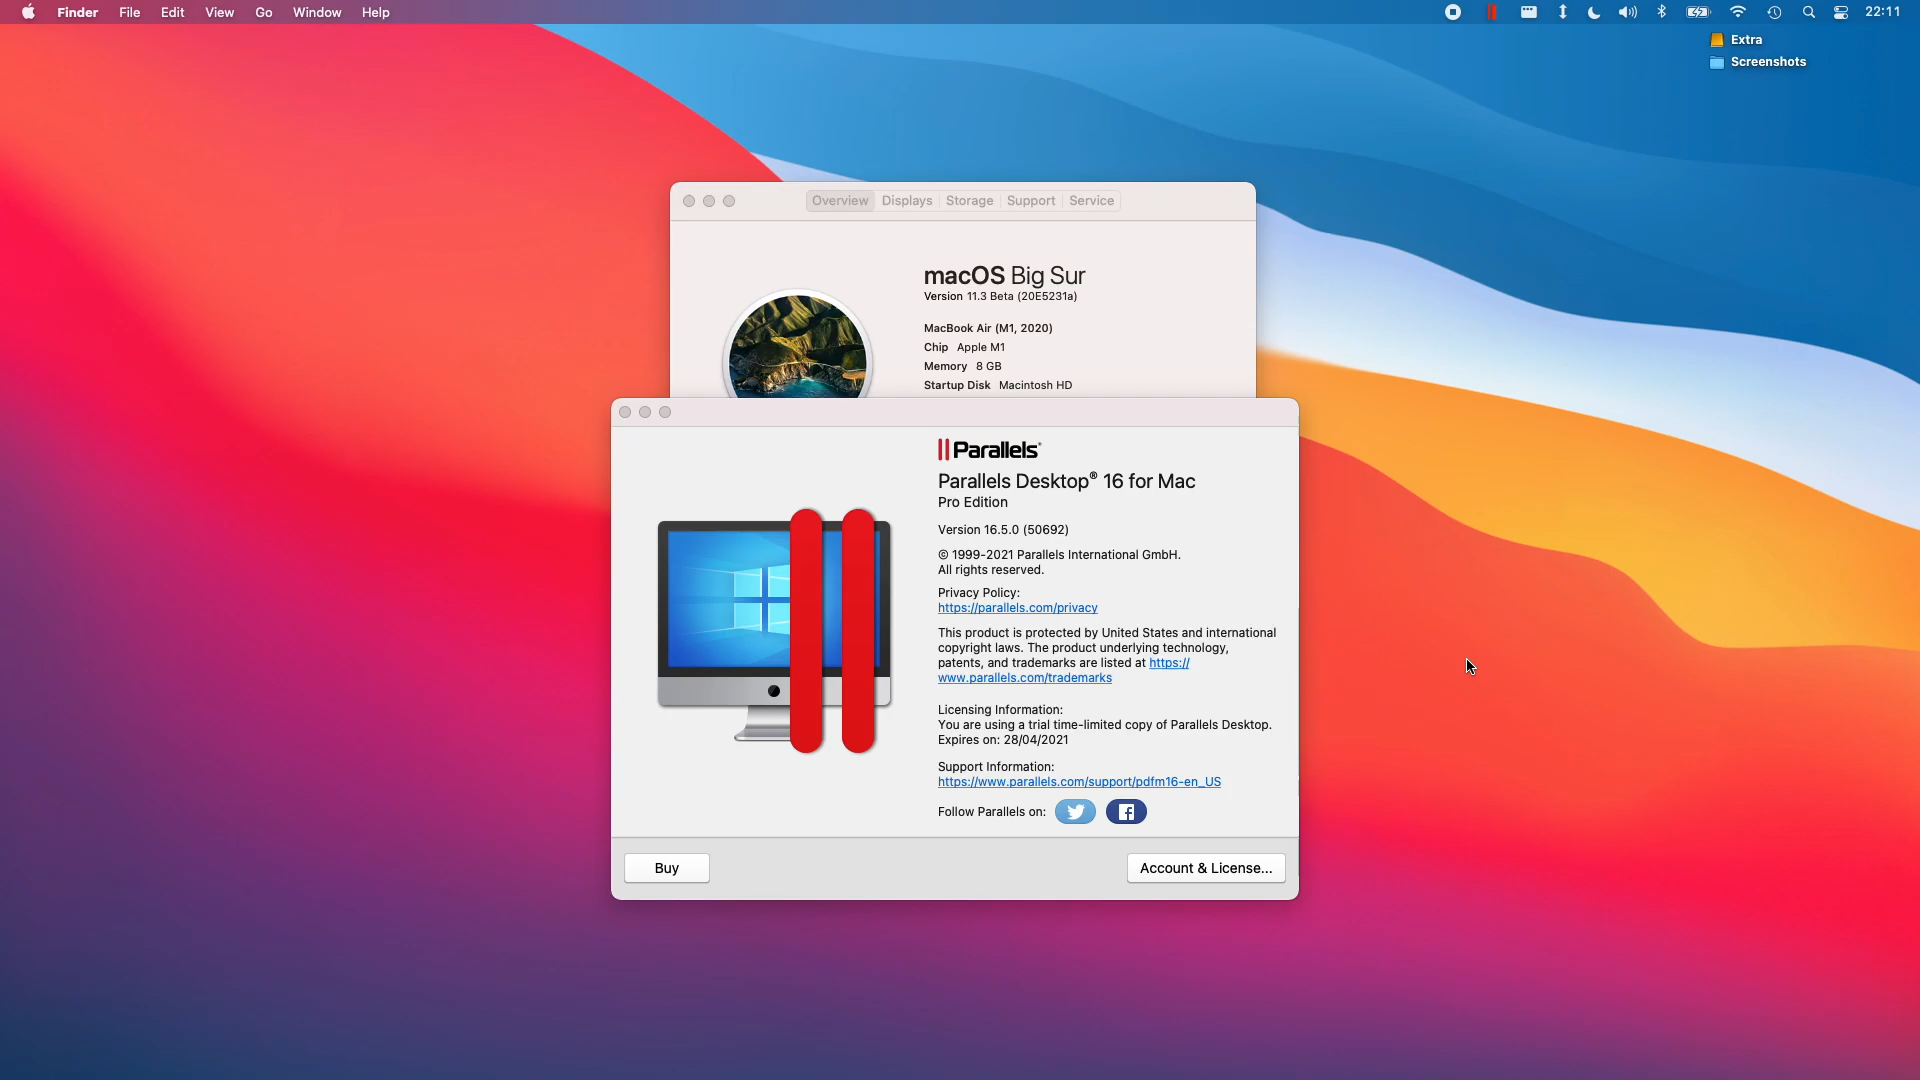 Finder File Edit View Go Window Help 22:11
Extra
Screenshots
Overview Displays Storage Support Service
macOS Big Sur
Version 11.3 Beta (20E5231a)
MacBook Air (M1, 2020)
Chip Apple M1
Memory 8 GB
Startup Disk Macintosh HD
Parallels®
Parallels Desktop® 16 for Mac
Pro Edition
Version 16.5.0 (50692)
© 1999-2021 Parallels International GmbH.
All rights reserved.
Privacy Policy:
https://parallels.com/privacy
This product is protected by United States and international
copyright laws. The product underlying technology,
patents, and trademarks are listed at https://
www.parallels.com/trademarks
Licensing Information:
You are using a trial time-limited copy of Parallels Desktop.
Expires on: 28/04/2021
Support Information:
https://www.parallels.com/support/pdfm16-en_US
Follow Parallels on:
Buy
Account & License...